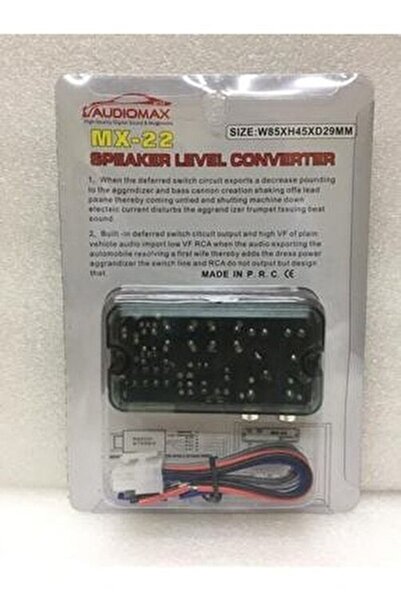 AUDIOMAX
High Quality Digital Sound &
MX-22
SIZE:W85XH45XD29MM
SPEAKER LEVEL CONVERTER
1、When the deferred switch circuit exports a decrease pounding
to the aggrndizer and bass cannon creation shaking offs lead
pasne thereby coming untied and shutting machine down
electric current disturbs the aggrand izer trumpet issuing beat
sound.
2、Built -in deferred switch citcuit output and high VF of plain
vehicle audio import low VF RCA when the audio exporting the
automobile resolving a first wife thereby adds the dress power
aggrandizer the switch line and RCA do not output but design
that.
MADE IN P. R. C. CE